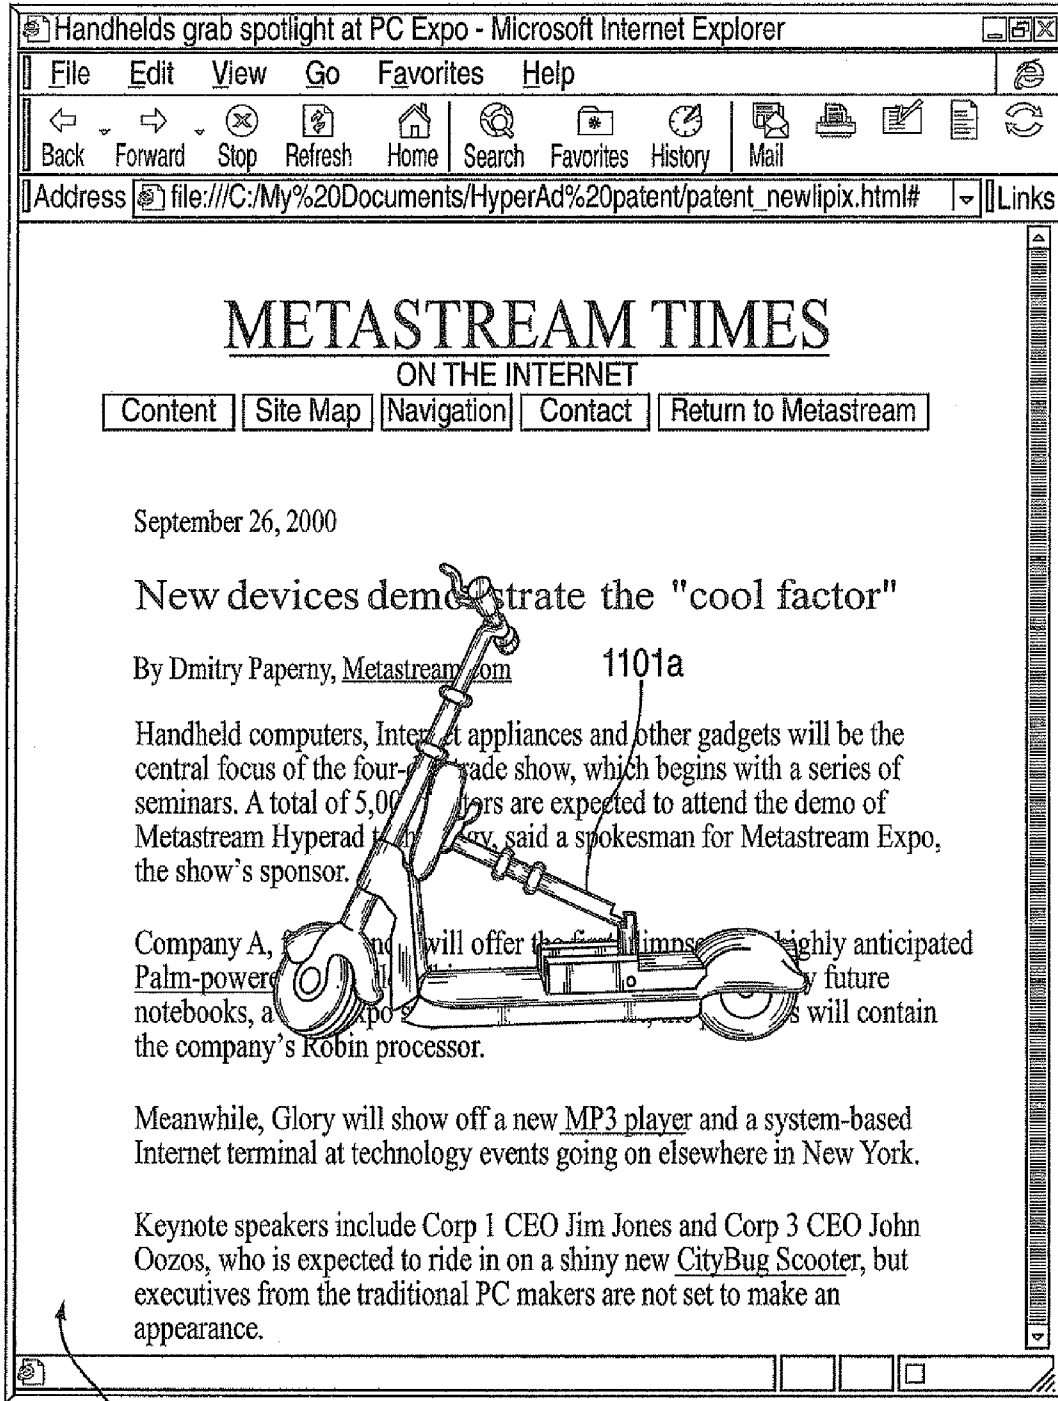 Handhelds grab spotlight at PC Expo - Microsoft Internet Explorer
File Edit View Go Favorites Help
Back Forward Stop Refresh Home Search Favorites History Mail
Address file:///C:/My%20Documents/HyperAd%20patent/patent_newlipix.html# Links
METASTREAM TIMES
ON THE INTERNET
Content Site Map Navigation Contact Return to Metastream
September 26, 2000
New devices demonstrate the "cool factor"
By Dmitry Paperny, Metastream.com
1101a
Handheld computers, Internet appliances and other gadgets will be the
central focus of the four- trade show, which begins with a series of
seminars. A total of 5,00 are expected to attend the demo of
Metastream Hyperad said a spokesman for Metastream Expo,
the show's sponsor.
Company A, will offer the highly anticipated
Palm-powere future
notebooks, a will contain
the company's Robin processor.
Meanwhile, Glory will show off a new MP3 player and a system-based
Internet terminal at technology events going on elsewhere in New York.
Keynote speakers include Corp 1 CEO Jim Jones and Corp 3 CEO John
Oozos, who is expected to ride in on a shiny new CityBug Scooter, but
executives from the traditional PC makers are not set to make an
appearance.